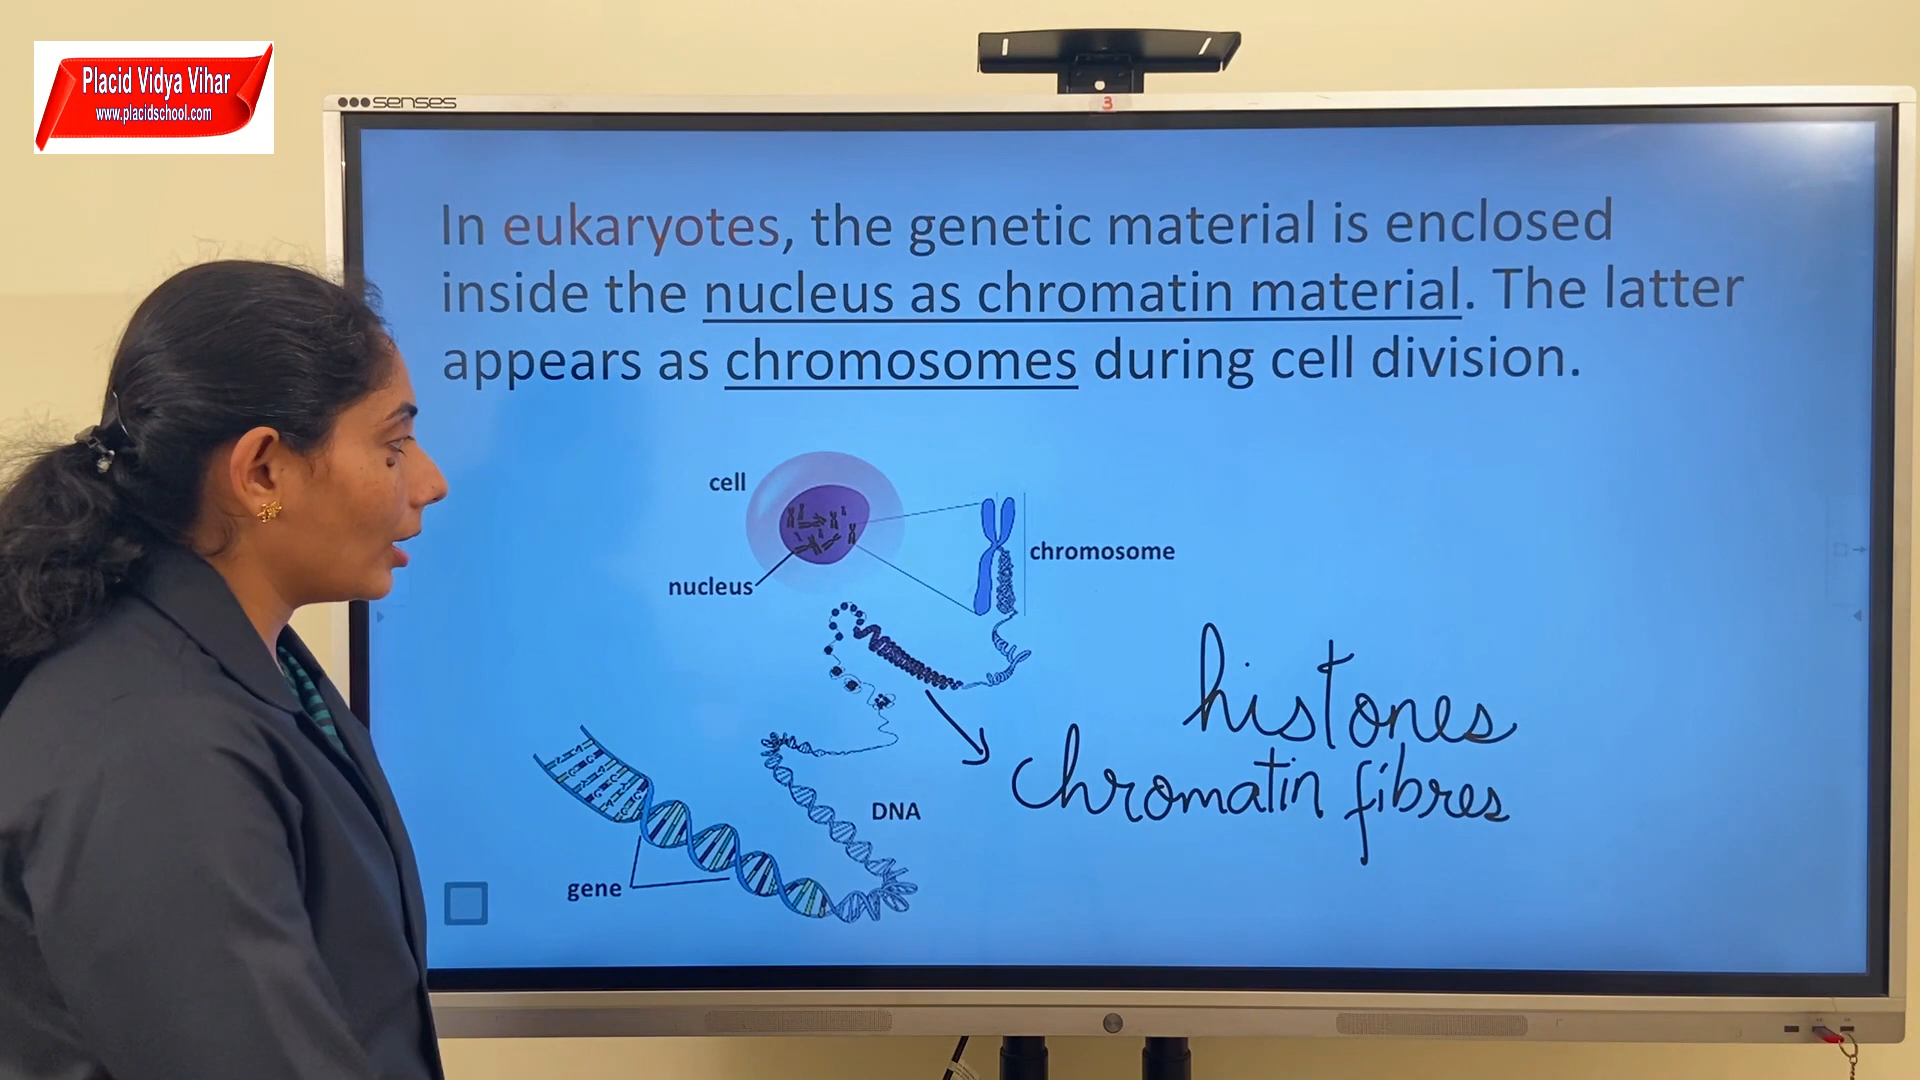 Placid Vidya Vihar
www.placidschool.com
senses
3
In eukaryotes, the genetic material is enclosed
inside the nucleus as chromatin material. The latter
appears as chromosomes during cell division.
cell
nucleus
chromosome
histones
chromatin fibres
DNA
gene